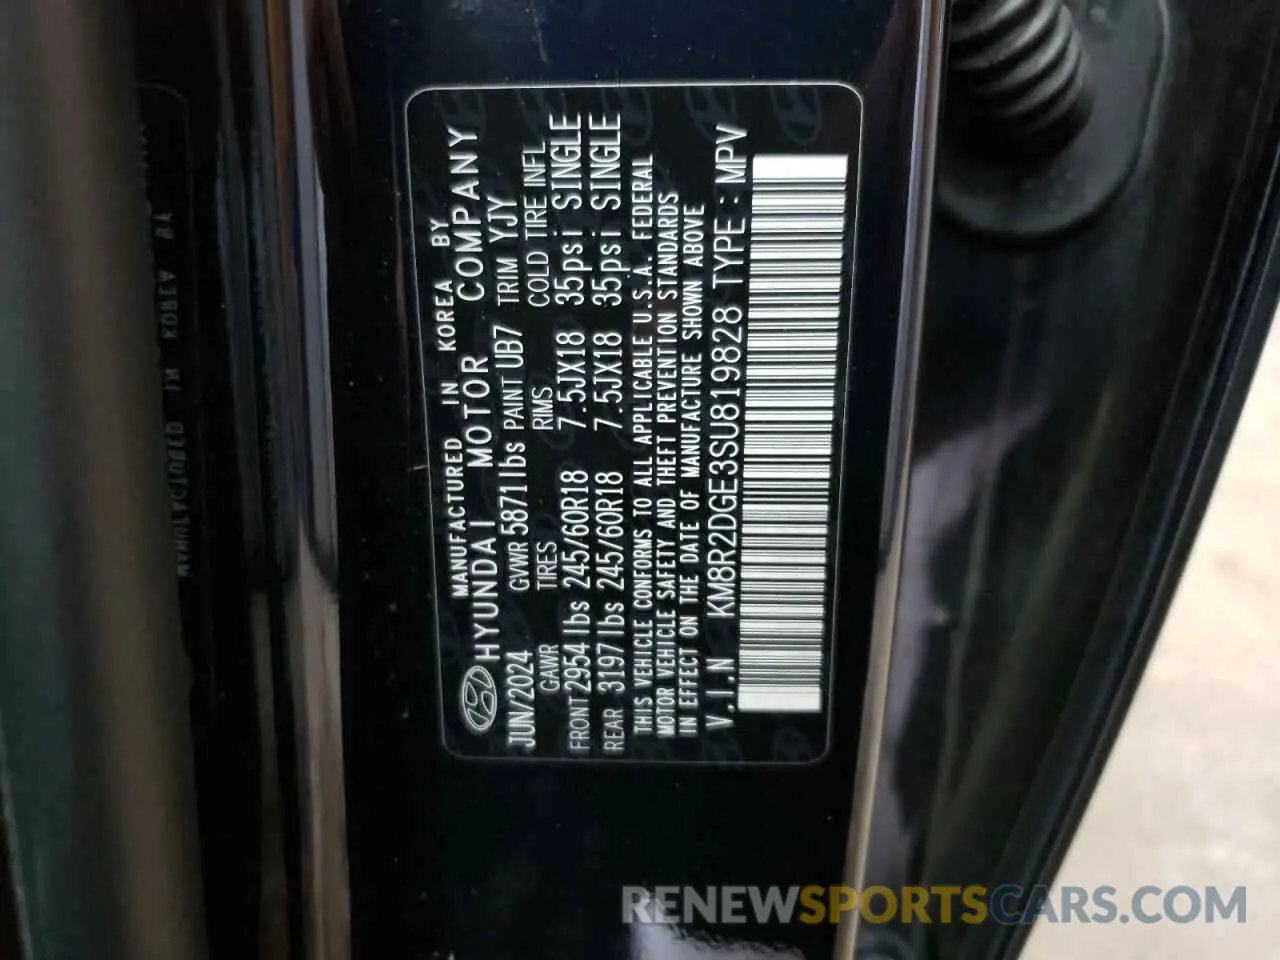 MANUFACTURED IN KOREA BY
HYUNDAI MOTOR COMPANY
JUN/2024 GVWR 5871lbs PAINT UB7 TRIM YJY
GAWR TIRES RIMS COLD TIRE INFL
FRONT 2954 lbs 245/60R18 7.5JX18 35psi SINGLE
REAR 3197 lbs 245/60R18 7.5JX18 35psi SINGLE
THIS VEHICLE CONFORMS TO ALL APPLICABLE U.S.A. FEDERAL
MOTOR VEHICLE SAFETY AND THEFT PREVENTION STANDARDS
IN EFFECT ON THE DATE OF MANUFACTURE SHOWN ABOVE
V.I.N KM8R2DGE3SU819828 TYPE : MPV
RENEWSPORTSCARS.COM